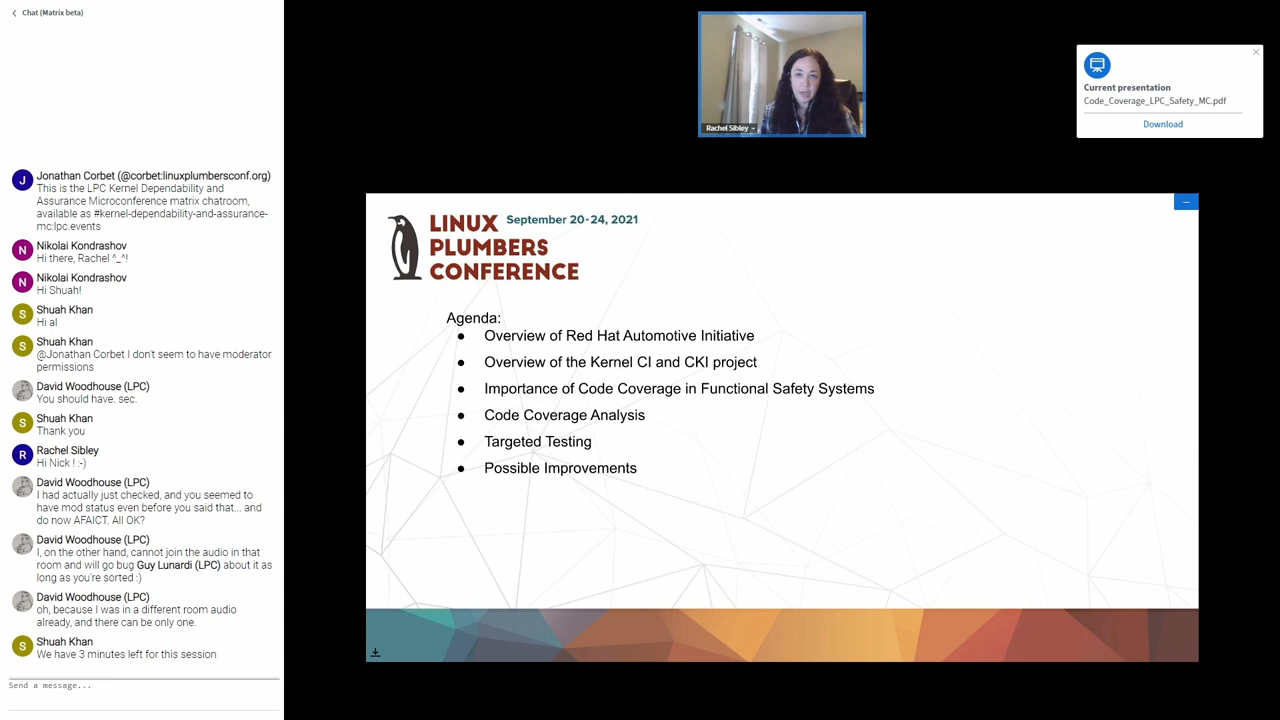 Chat (Matrix beta)
Jonathan Corbet (@corbet:linuxplumbersconf.org)
This is the LPC Kernel Dependability and
Assurance Microconference matrix chatroom,
available as #kernel-dependability-and-assurance-
mc:lpc.events
N
Nikolai Kondrashov
Hi there, Rachel ^_^!
N
Nikolai Kondrashov
Hi Shuah!
S
Shuah Khan
Hi al
S
Shuah Khan
@Jonathan Corbet I don't seem to have moderator
permissions
David Woodhouse (LPC)
You should have. sec.
S
Shuah Khan
Thank you
R
Rachel Sibley
Hi Nick ! :-)
David Woodhouse (LPC)
I had actually just checked, and you seemed to
have mod status even before you said that... and
do now AFAICT. All OK?
David Woodhouse (LPC)
I, on the other hand, cannot join the audio in that
room and will go bug Guy Lunardi (LPC) about it as
long as you're sorted :)
David Woodhouse (LPC)
oh, because I was in a different room audio
already, and there can be only one.
S
Shuah Khan
We have 3 minutes left for this session
Send a message...
J
Rachel Sibley
Current presentation
Code_Coverage_LPC_Safety_MC.pdf
Download
LINUX
September 20-24, 2021
PLUMBERS
CONFERENCE
Agenda:
● Overview of Red Hat Automotive Initiative
● Overview of the Kernel CI and CKI project
● Importance of Code Coverage in Functional Safety Systems
● Code Coverage Analysis
● Targeted Testing
● Possible Improvements